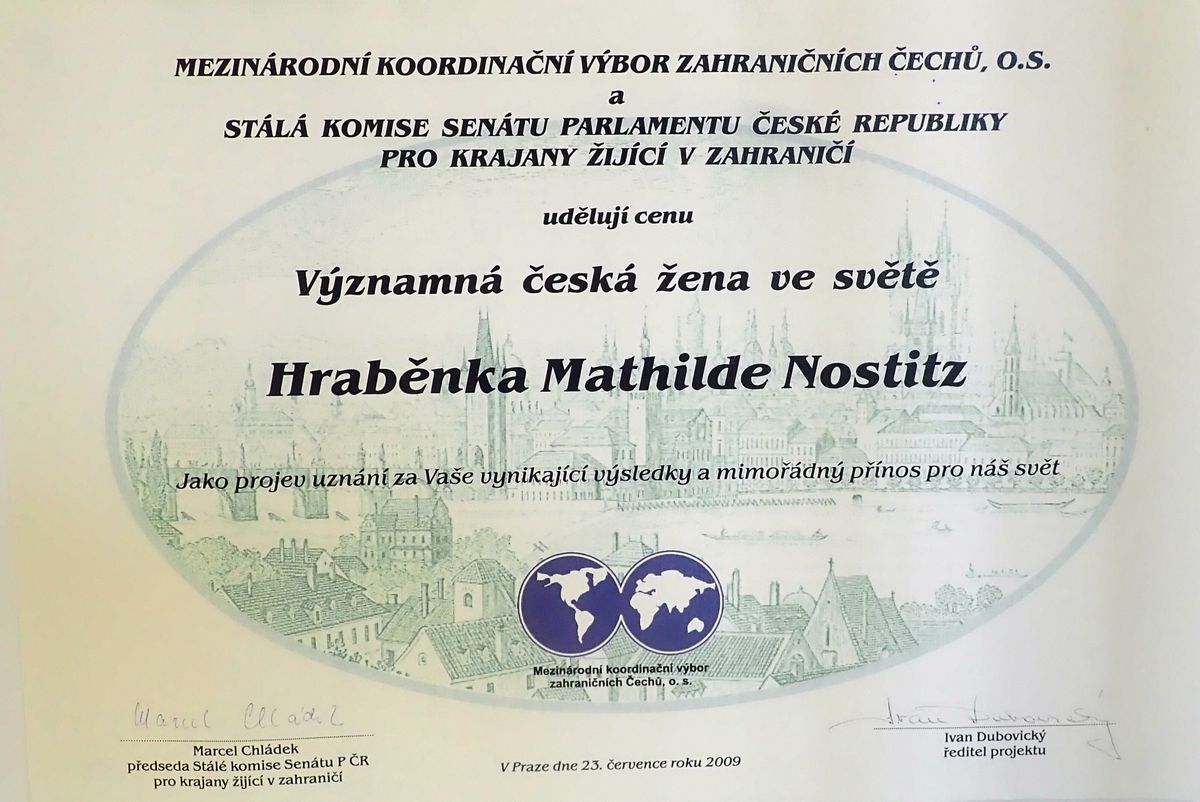 MEZINÁRODNÍ KOORDINAČNÍ VÝBOR ZAHRANIČNÍCH ČECHŮ, O.S.
a
STÁLÁ KOMISE SENÁTU PARLAMENTU ČESKÉ REPUBLIKY
PRO KRAJANY ŽIJÍCÍ V ZAHRANIČÍ
udělují cenu
Významná česká žena ve světě
Hraběnka Mathilde Nostitz
Jako projev uznání za Vaše vynikající výsledky a mimořádný přínos pro náš svět
Mezinárodní koordinační výbor
zahraničních Čechů, o. s.
Marcel Chládek
Marcel Chládek
předseda Stálé komise Senátu P ČR
pro krajany žijící v zahraničí
V Praze dne 23. července roku 2009
Ivan Dubovický
Ivan Dubovický
ředitel projektu